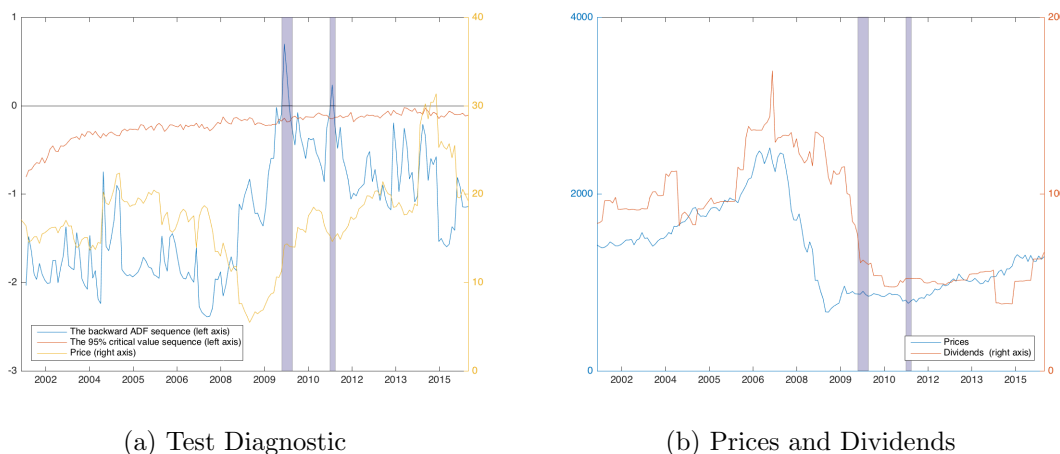 1
0
-1
-2
-3
40
30
20
10
0
The backward ADF sequence (left axis)
The 95% critical value sequence (left axis)
Price (right axis)
2002 2004 2005 2006 2009 2010 2012 2013 2015
(a) Test Diagnostic
4000
3000
2000
1000
0
0
Prices
Dividends (right axis)
2002 2004 2005 2006 2008 2009 2010 2012 2013 2015
(b) Prices and Dividends